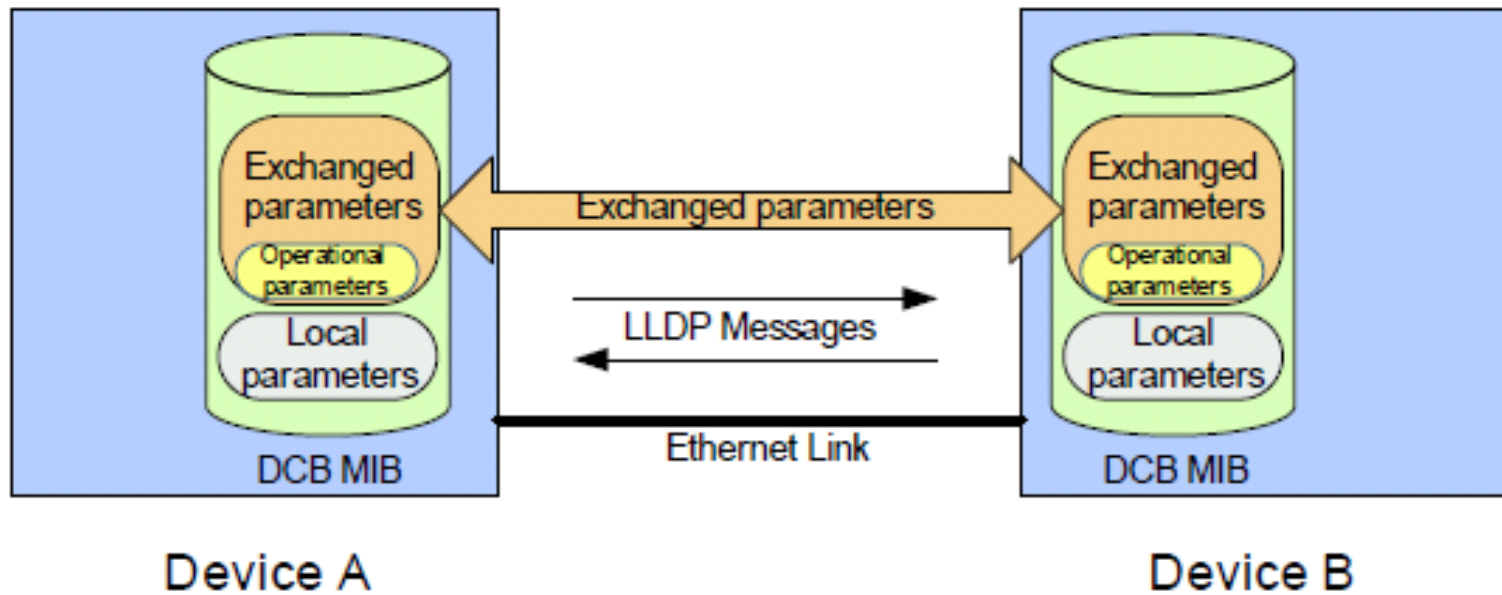 Exchanged
parameters
Operational
parameters
Local
parameters
DCB MIB
Exchanged parameters
LLDP Messages
Ethernet Link
Exchanged
parameters
Operational
parameters
Local
parameters
DCB MIB
Device A
Device B